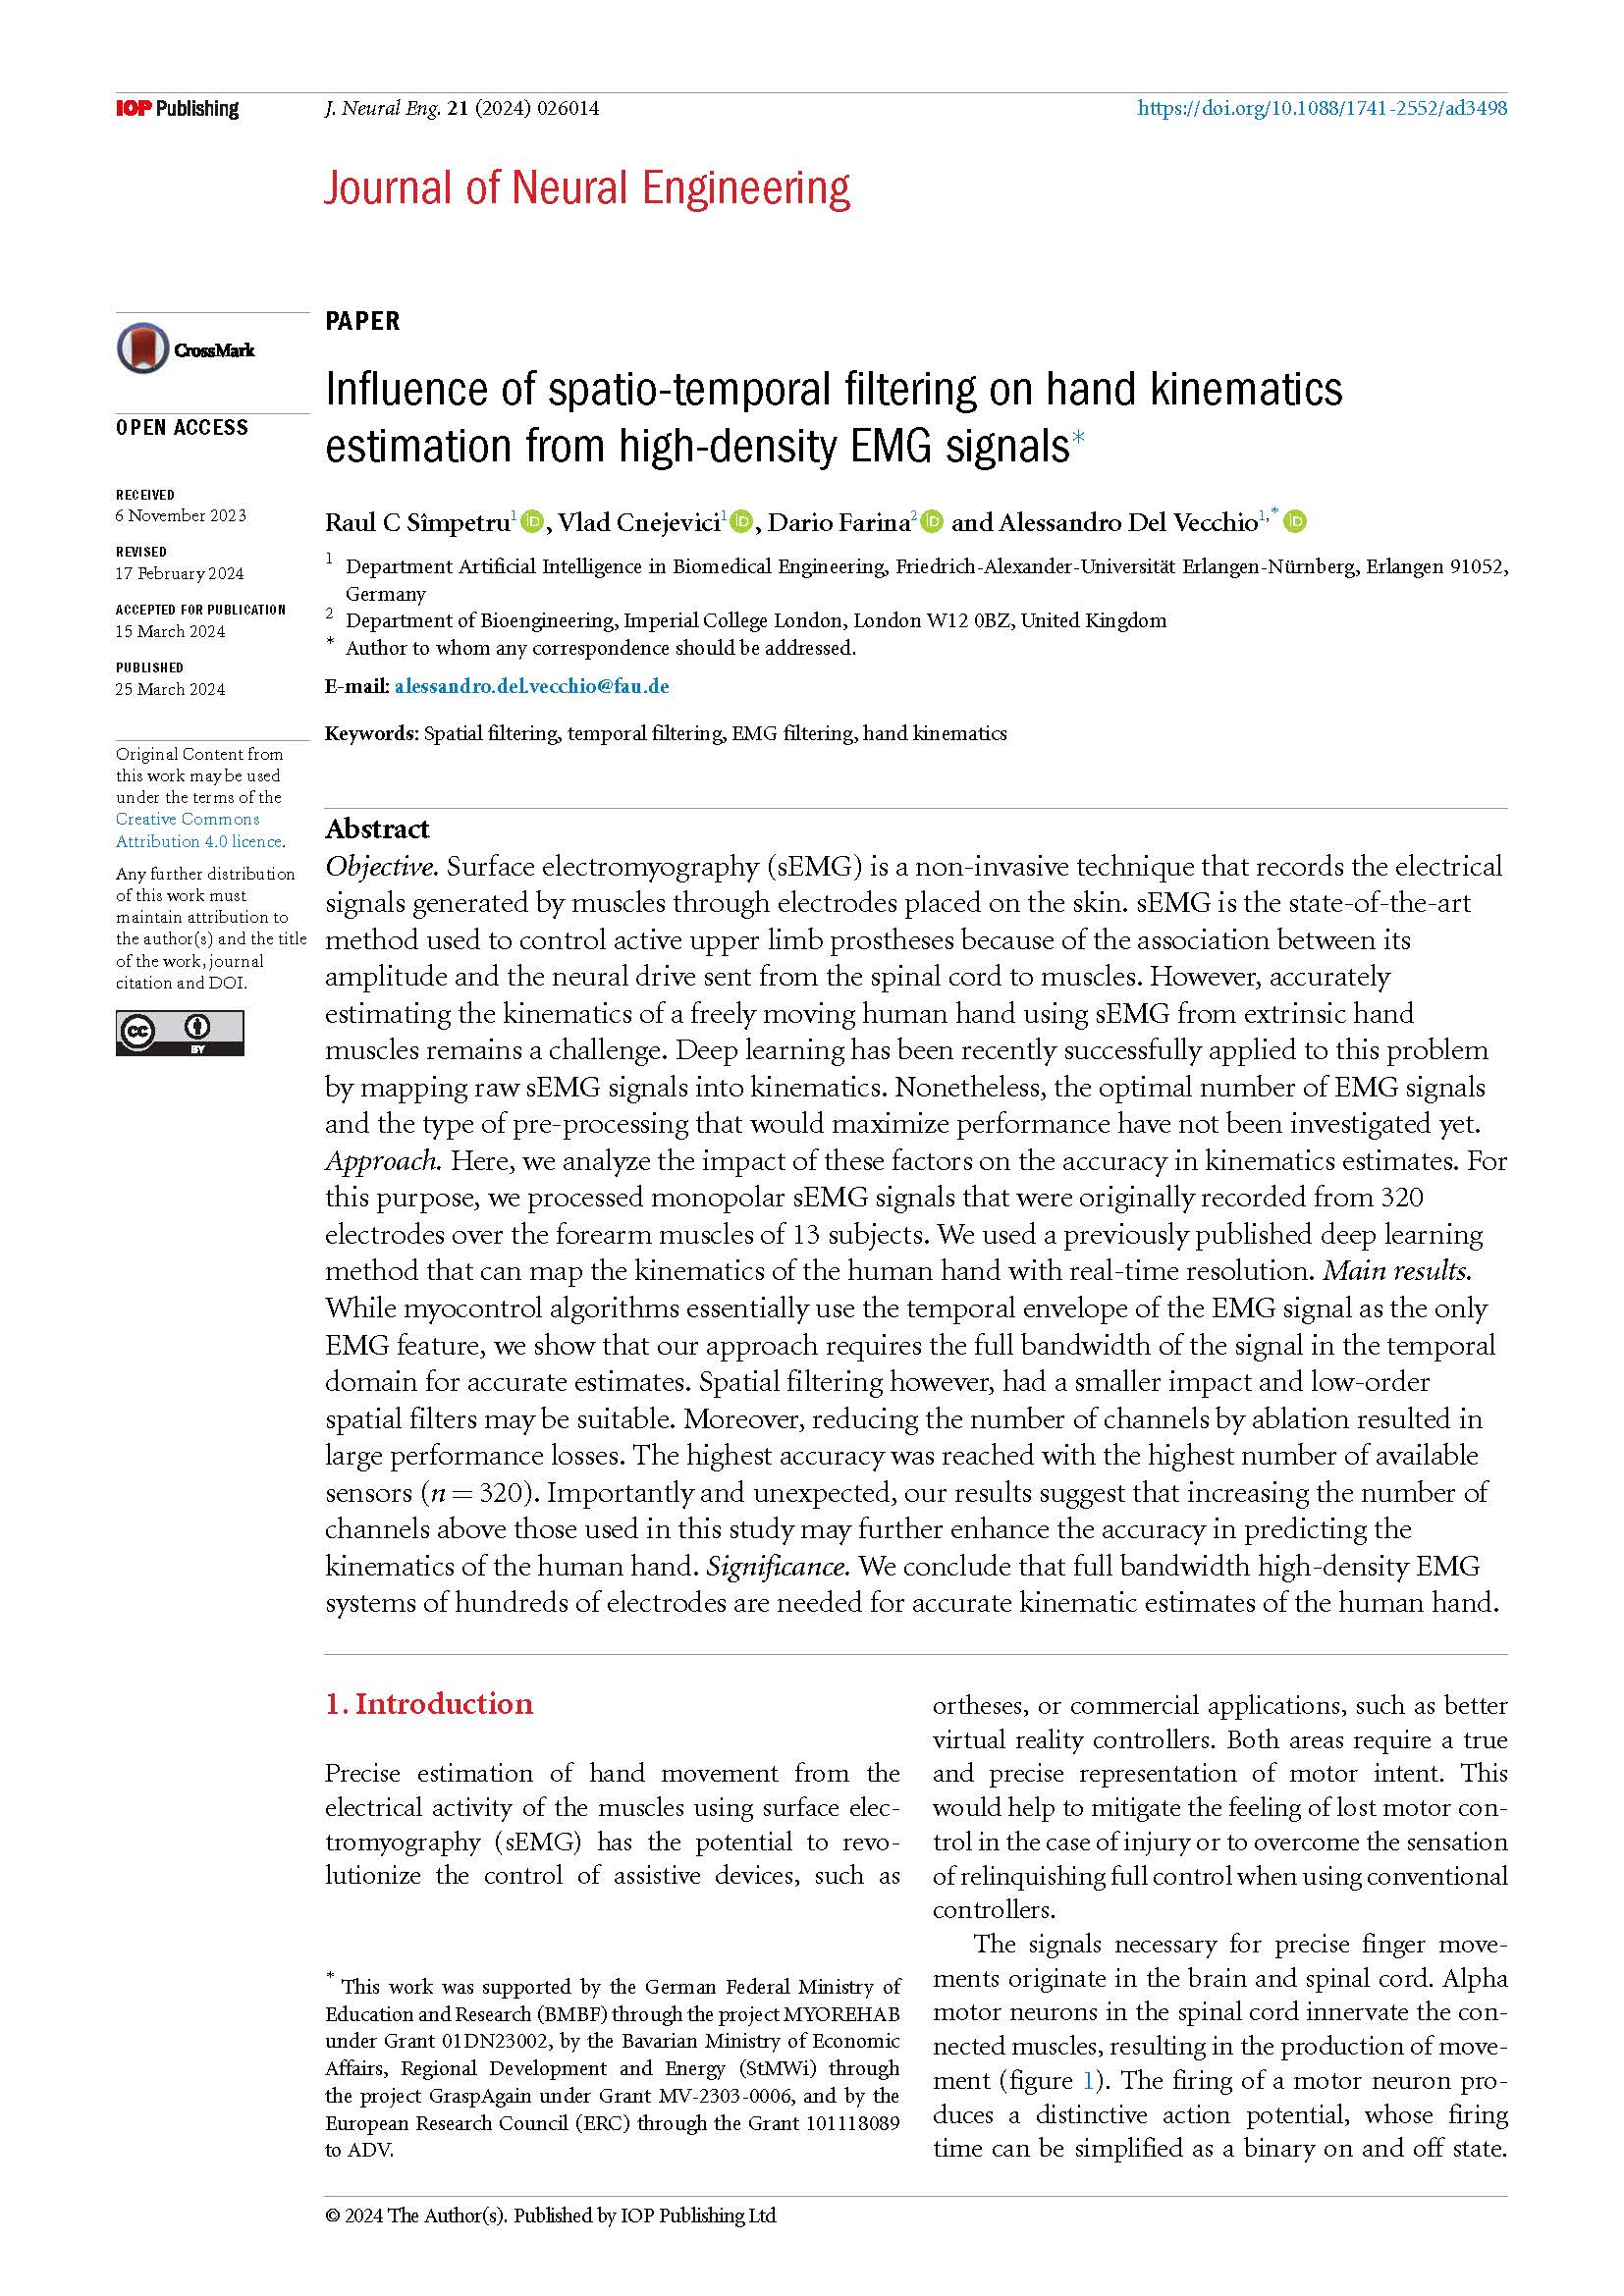 IOP Publishing
J. Neural Eng. 21 (2024) 026014
https://doi.org/10.1088/1741-2552/ad3498
Journal of Neural Engineering
CrossMark
OPEN ACCESS
RECEIVED
6 November 2023
REVISED
17 February 2024
ACCEPTED FOR PUBLICATION
15 March 2024
PUBLISHED
25 March 2024
Original Content from
this work may be used
under the terms of the
Creative Commons
Attribution 4.0 licence.
Any further distribution
of this work must
maintain attribution to
the author(s) and the title
of the work, journal
citation and DOI.
cc
BY
PAPER
Influence of spatio-temporal filtering on hand kinematics
estimation from high-density EMG signals*
Raul C Sîmpetru1 iD, Vlad Cnejevici1 iD, Dario Farina2 iD and Alessandro Del Vecchio1,* iD
1 Department Artificial Intelligence in Biomedical Engineering, Friedrich-Alexander-Universität Erlangen-Nürnberg, Erlangen 91052,
Germany
2 Department of Bioengineering, Imperial College London, London W12 0BZ, United Kingdom
* Author to whom any correspondence should be addressed.
E-mail: alessandro.del.vecchio@fau.de
Keywords: Spatial filtering, temporal filtering, EMG filtering, hand kinematics
Abstract
Objective. Surface electromyography (sEMG) is a non-invasive technique that records the electrical
signals generated by muscles through electrodes placed on the skin. sEMG is the state-of-the-art
method used to control active upper limb prostheses because of the association between its
amplitude and the neural drive sent from the spinal cord to muscles. However, accurately
estimating the kinematics of a freely moving human hand using sEMG from extrinsic hand
muscles remains a challenge. Deep learning has been recently successfully applied to this problem
by mapping raw sEMG signals into kinematics. Nonetheless, the optimal number of EMG signals
and the type of pre-processing that would maximize performance have not been investigated yet.
Approach. Here, we analyze the impact of these factors on the accuracy in kinematics estimates. For
this purpose, we processed monopolar sEMG signals that were originally recorded from 320
electrodes over the forearm muscles of 13 subjects. We used a previously published deep learning
method that can map the kinematics of the human hand with real-time resolution. Main results.
While myocontrol algorithms essentially use the temporal envelope of the EMG signal as the only
EMG feature, we show that our approach requires the full bandwidth of the signal in the temporal
domain for accurate estimates. Spatial filtering however, had a smaller impact and low-order
spatial filters may be suitable. Moreover, reducing the number of channels by ablation resulted in
large performance losses. The highest accuracy was reached with the highest number of available
sensors (n = 320). Importantly and unexpected, our results suggest that increasing the number of
channels above those used in this study may further enhance the accuracy in predicting the
kinematics of the human hand. Significance. We conclude that full bandwidth high-density EMG
systems of hundreds of electrodes are needed for accurate kinematic estimates of the human hand.
1. Introduction
Precise estimation of hand movement from the
electrical activity of the muscles using surface elec-
tromyography (sEMG) has the potential to revo-
lutionize the control of assistive devices, such as
* This work was supported by the German Federal Ministry of
Education and Research (BMBF) through the project MYOREHAB
under Grant 01DN23002, by the Bavarian Ministry of Economic
Affairs, Regional Development and Energy (StMWi) through
the project GraspAgain under Grant MV-2303-0006, and by the
European Research Council (ERC) through the Grant 101118089
to ADV.
ortheses, or commercial applications, such as better
virtual reality controllers. Both areas require a true
and precise representation of motor intent. This
would help to mitigate the feeling of lost motor con-
trol in the case of injury or to overcome the sensation
of relinquishing full control when using conventional
controllers.
The signals necessary for precise finger move-
ments originate in the brain and spinal cord. Alpha
motor neurons in the spinal cord innervate the con-
nected muscles, resulting in the production of move-
ment (figure 1). The firing of a motor neuron pro-
duces a distinctive action potential, whose firing
time can be simplified as a binary on and off state.
© 2024 The Author(s). Published by IOP Publishing Ltd